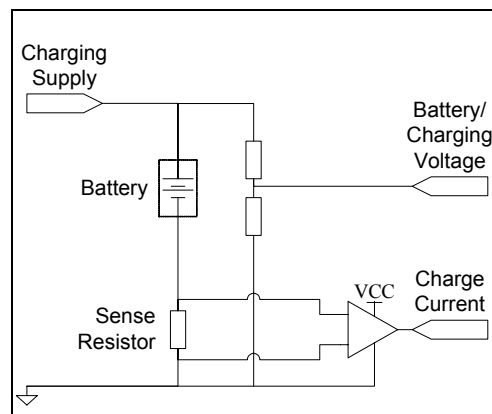 Charging
Supply
Battery/
Charging
Voltage
Battery
VCC
Charge
Current
Sense
Resistor